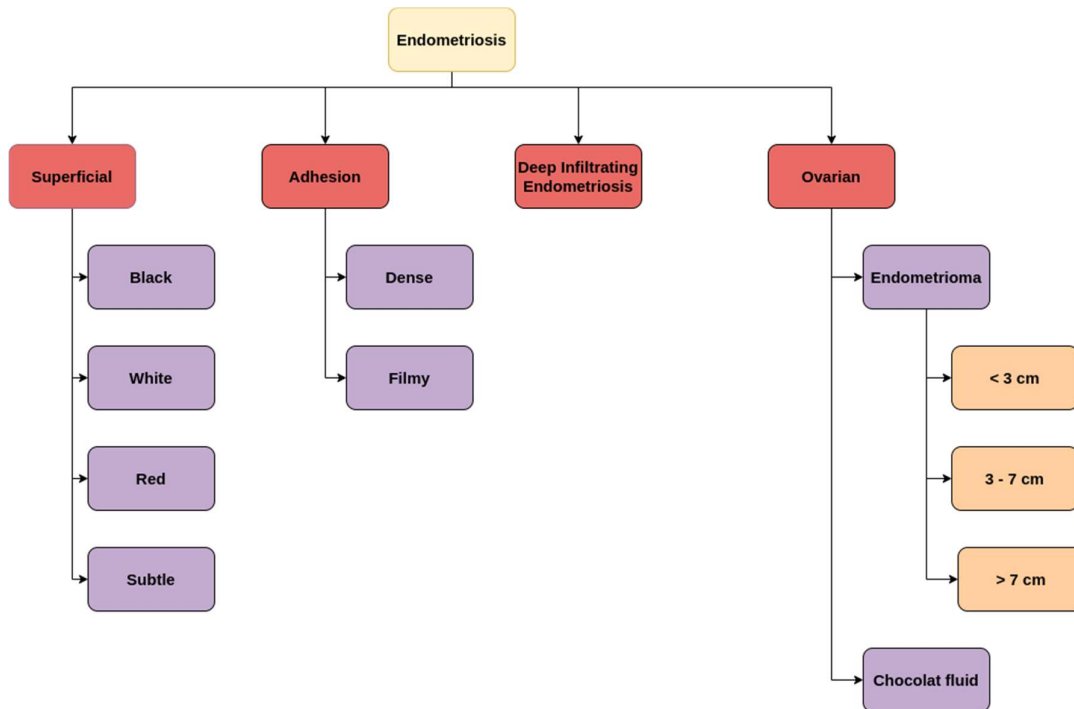 Endometriosis
Superficial
Adhesion
Deep Infiltrating
Endometriosis
Ovarian
Black
Dense
Endometrioma
White
Filmy
< 3 cm
Red
3 - 7 cm
Subtle
> 7 cm
Chocolat fluid